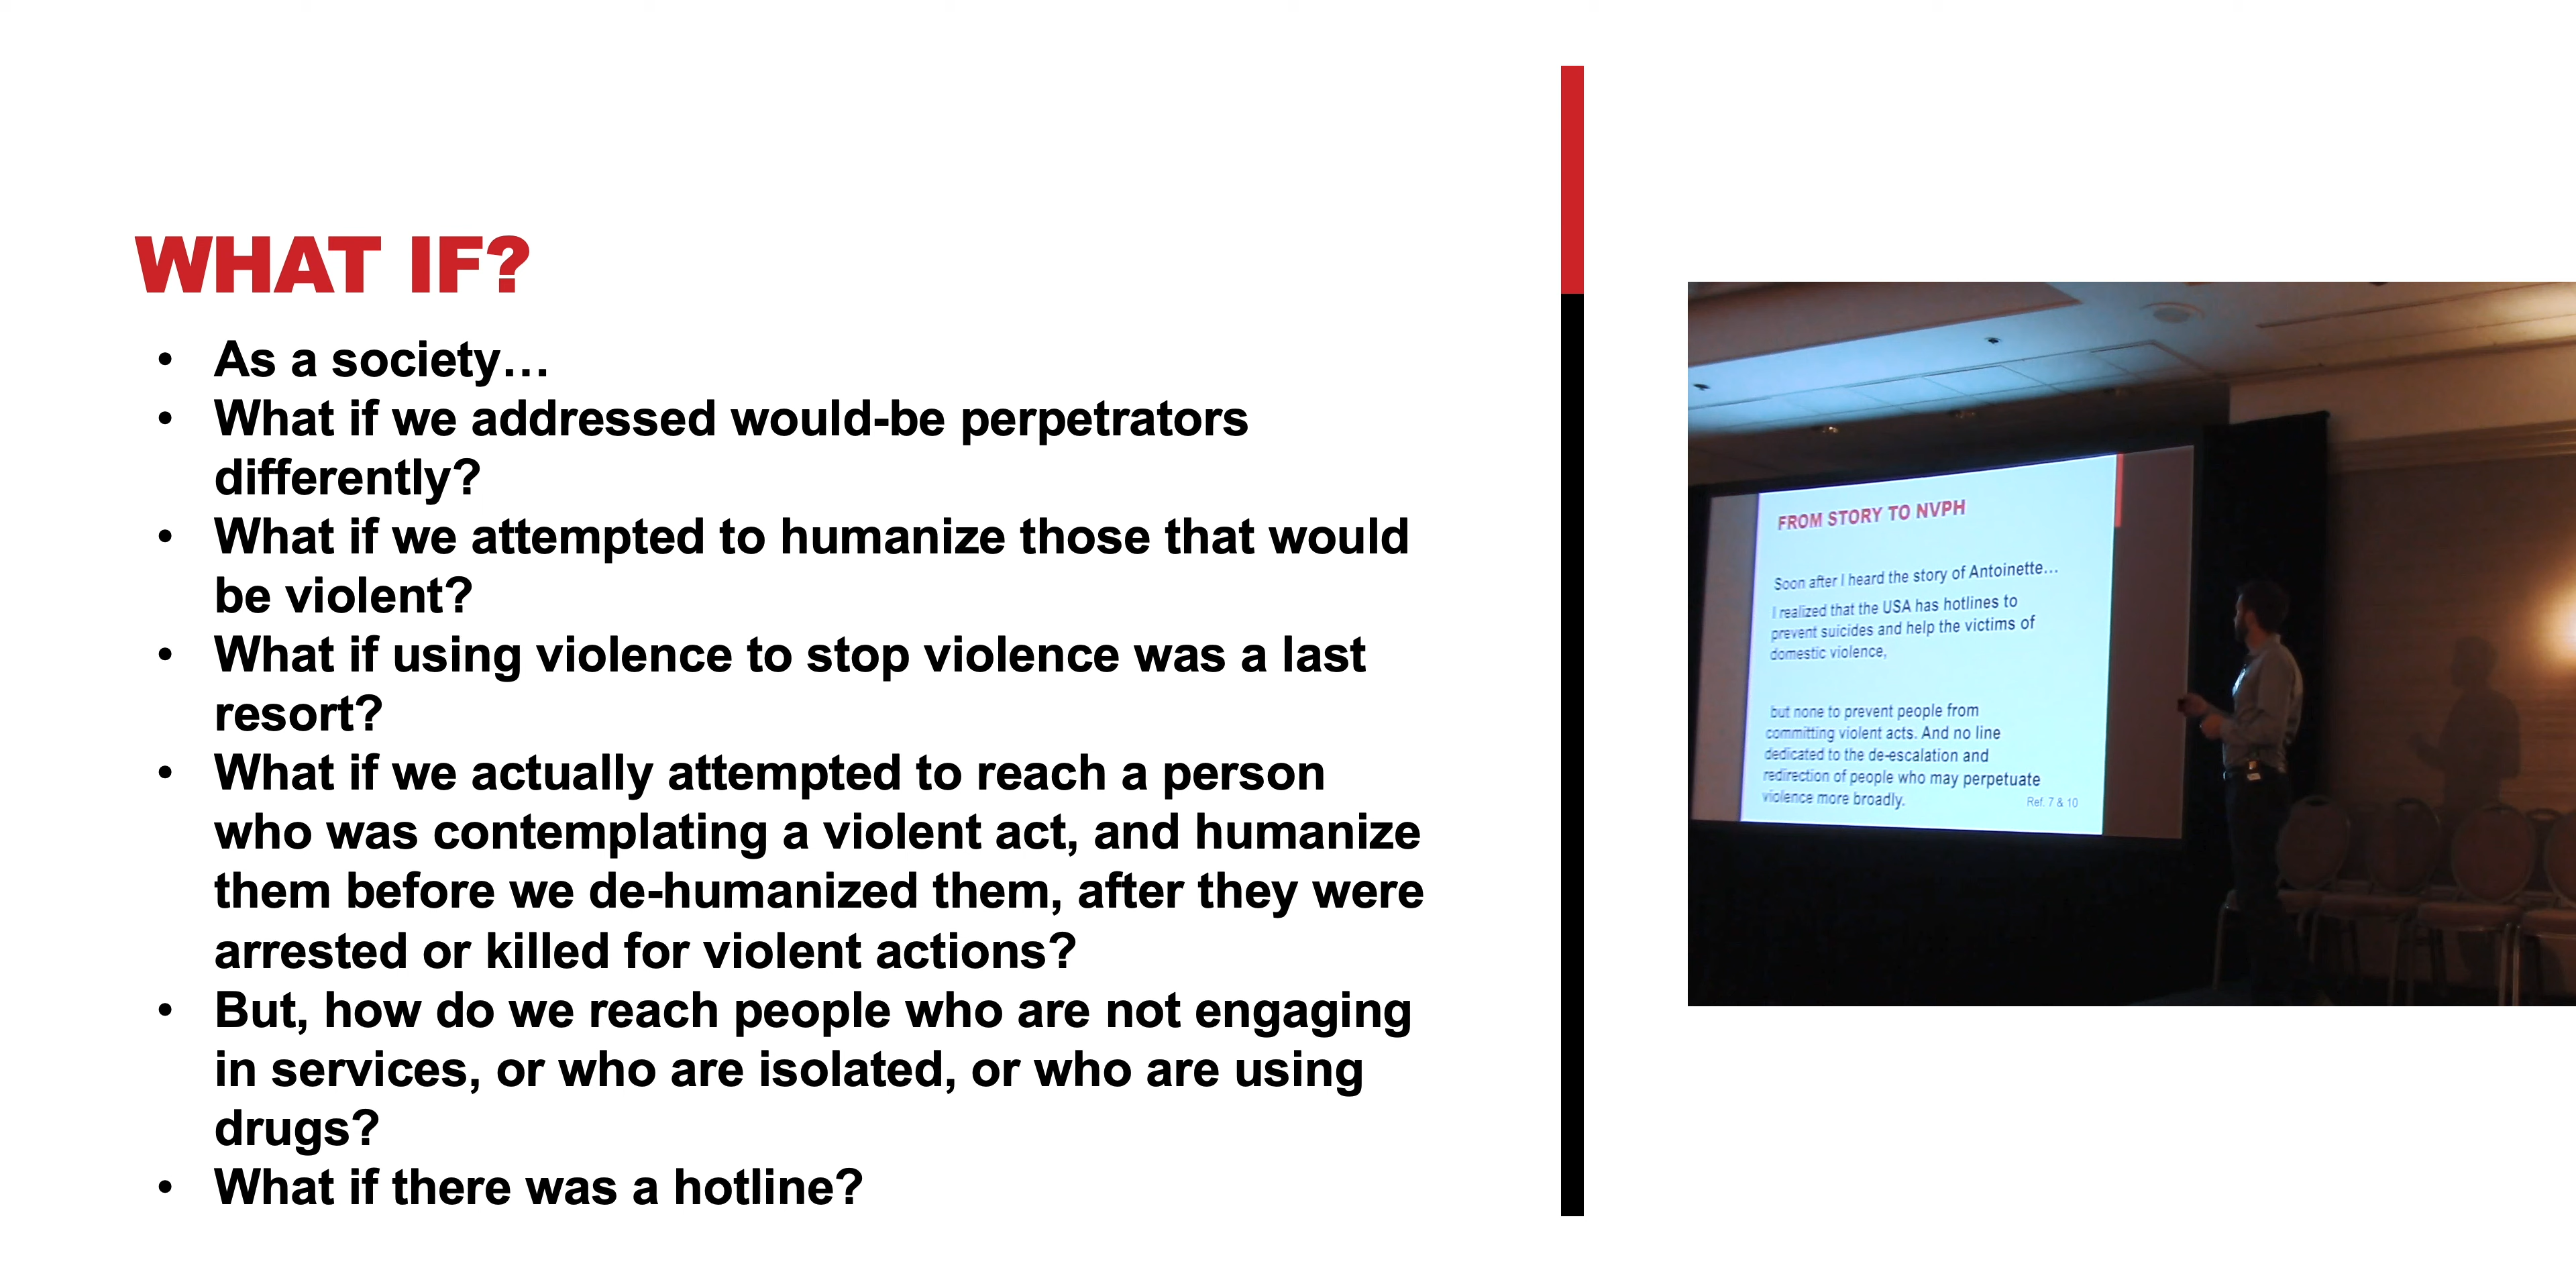 WHAT IF?
• As a society…
• What if we addressed would-be perpetrators
differently?
• What if we attempted to humanize those that would
be violent?
• What if using violence to stop violence was a last
resort?
• What if we actually attempted to reach a person
who was contemplating a violent act, and humanize
them before we de-humanized them, after they were
arrested or killed for violent actions?
• But, how do we reach people who are not engaging
in services, or who are isolated, or who are using
drugs?
• What if there was a hotline?
FROM STORY TO NVPH
Soon after I heard the story of Antoinette…
I realized that the USA has hotlines to
prevent suicides and help the victims of
domestic violence,
but none to prevent people from
committing violent acts. And no line
dedicated to the de-escalation and
redirection of people who may perpetuate
violence more broadly.
Ref. 7 & 10